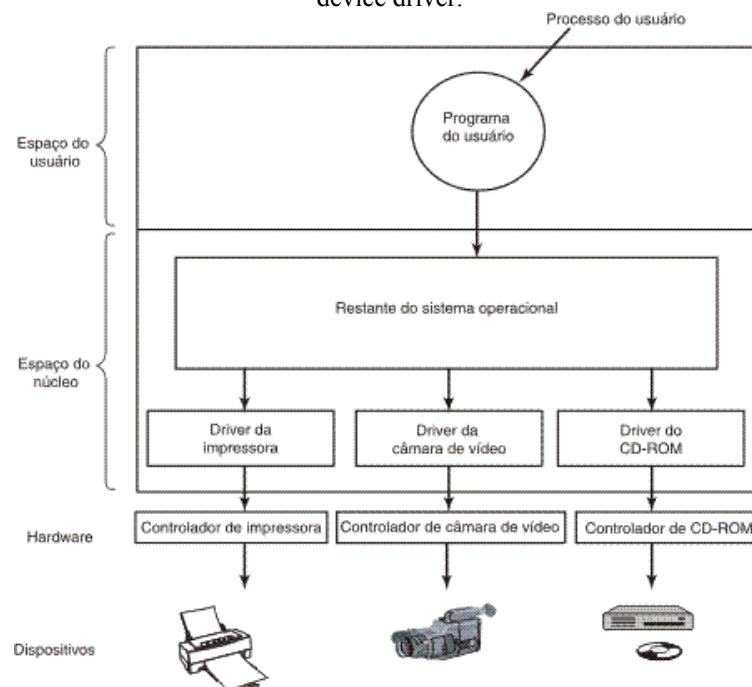 device driver.
Processo do usuário
Programa
do usuário
Espaço do
usuário
Restante do sistema operacional
Espaço do
núcleo
Driver da
impressora
Driver da
câmara de vídeo
Driver do
CD-ROM
Hardware
Controlador de impressora
Controlador de câmara de vídeo
Controlador de CD-ROM
Dispositivos